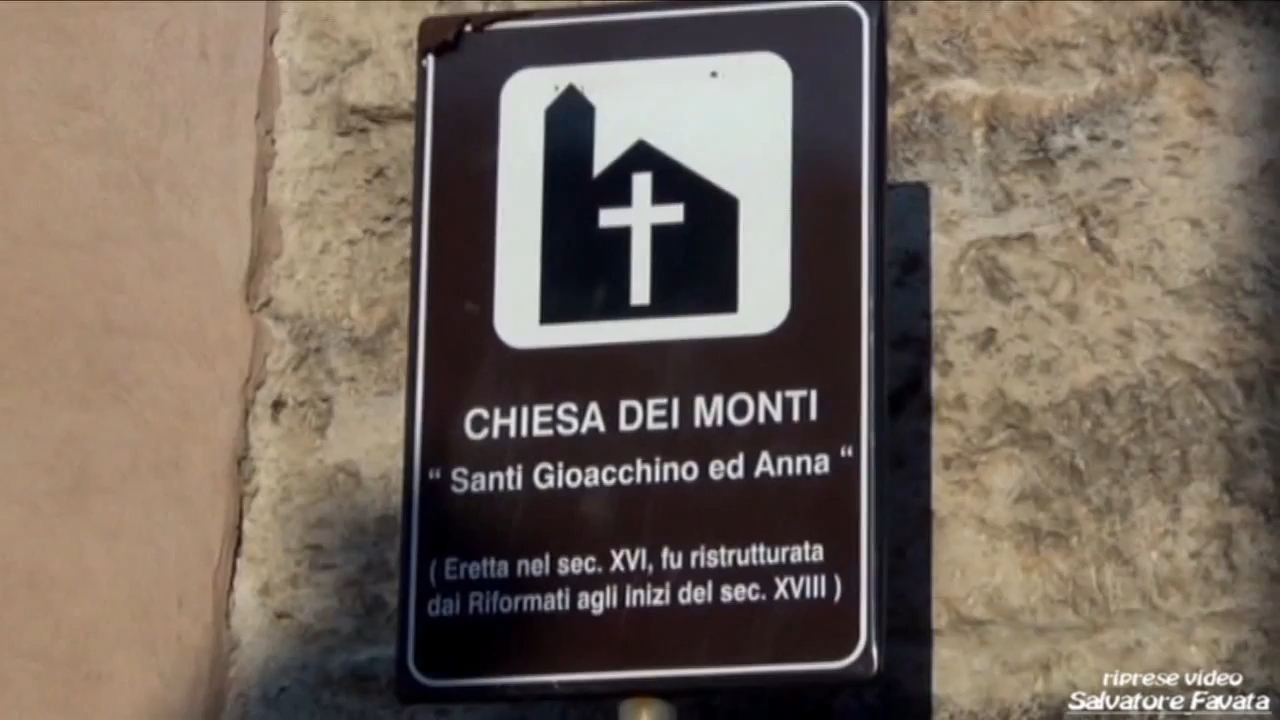 CHIESA DEI MONTI
“ Santi Gioacchino ed Anna “
( Eretta nel sec. XVI, fu ristrutturata
dai Riformati agli inizi del sec. XVIII )
riprese video
Salvatore Favata